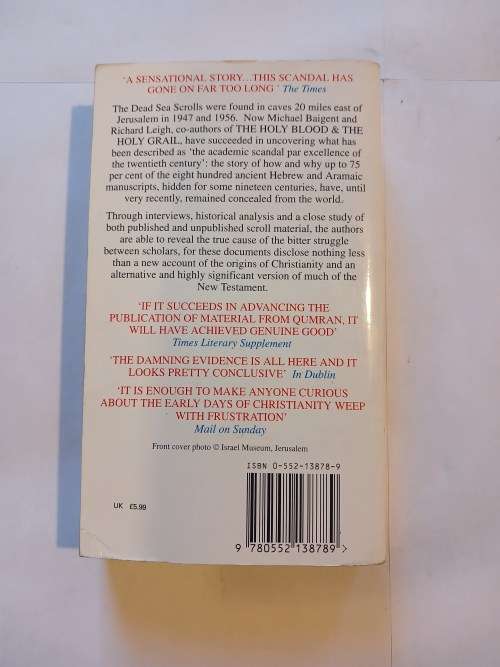 ‘A SENSATIONAL STORY...THIS SCANDAL HAS
GONE ON FAR TOO LONG’ The Times
The Dead Sea Scrolls were found in caves 20 miles east of
Jerusalem in 1947 and 1956. Now Michael Baigent and
Richard Leigh, co-authors of THE HOLY BLOOD & THE
HOLY GRAIL, have succeeded in uncovering what has
been described as ‘the academic scandal par excellence of
the twentieth century’: the story of how and why up to 75
per cent of the eight hundred ancient Hebrew and Aramaic
manuscripts, hidden for some nineteen centuries, have, until
very recently, remained concealed from the world.
Through interviews, historical analysis and a close study of
both published and unpublished scroll material, the authors
are able to reveal the true cause of the bitter struggle
between scholars, for these documents disclose nothing less
than a new account of the origins of Christianity and an
alternative and highly significant version of much of the
New Testament.
‘IF IT SUCCEEDS IN ADVANCING THE
PUBLICATION OF MATERIAL FROM QUMRAN, IT
WILL HAVE ACHIEVED GENUINE GOOD’
Times Literary Supplement
‘THE DAMNING EVIDENCE IS ALL HERE AND IT
LOOKS PRETTY CONCLUSIVE’ In Dublin
‘IT IS ENOUGH TO MAKE ANYONE CURIOUS
ABOUT THE EARLY DAYS OF CHRISTIANITY WEEP
WITH FRUSTRATION’
Mail on Sunday
Front cover photo © Israel Museum, Jerusalem
ISBN 0-552-13878-9
UK £5.99
9 780552 138789 >